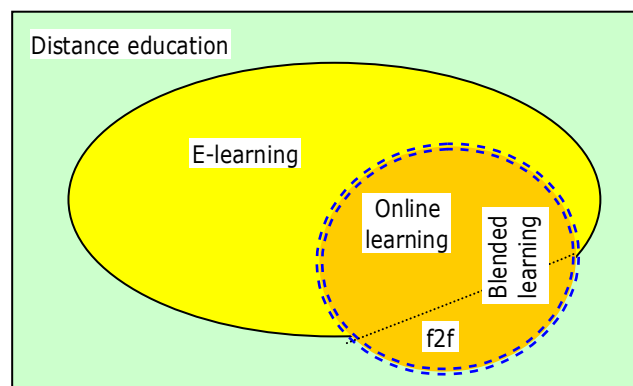 Distance education
E-learning
Online
learning
Blended
learning
f2f